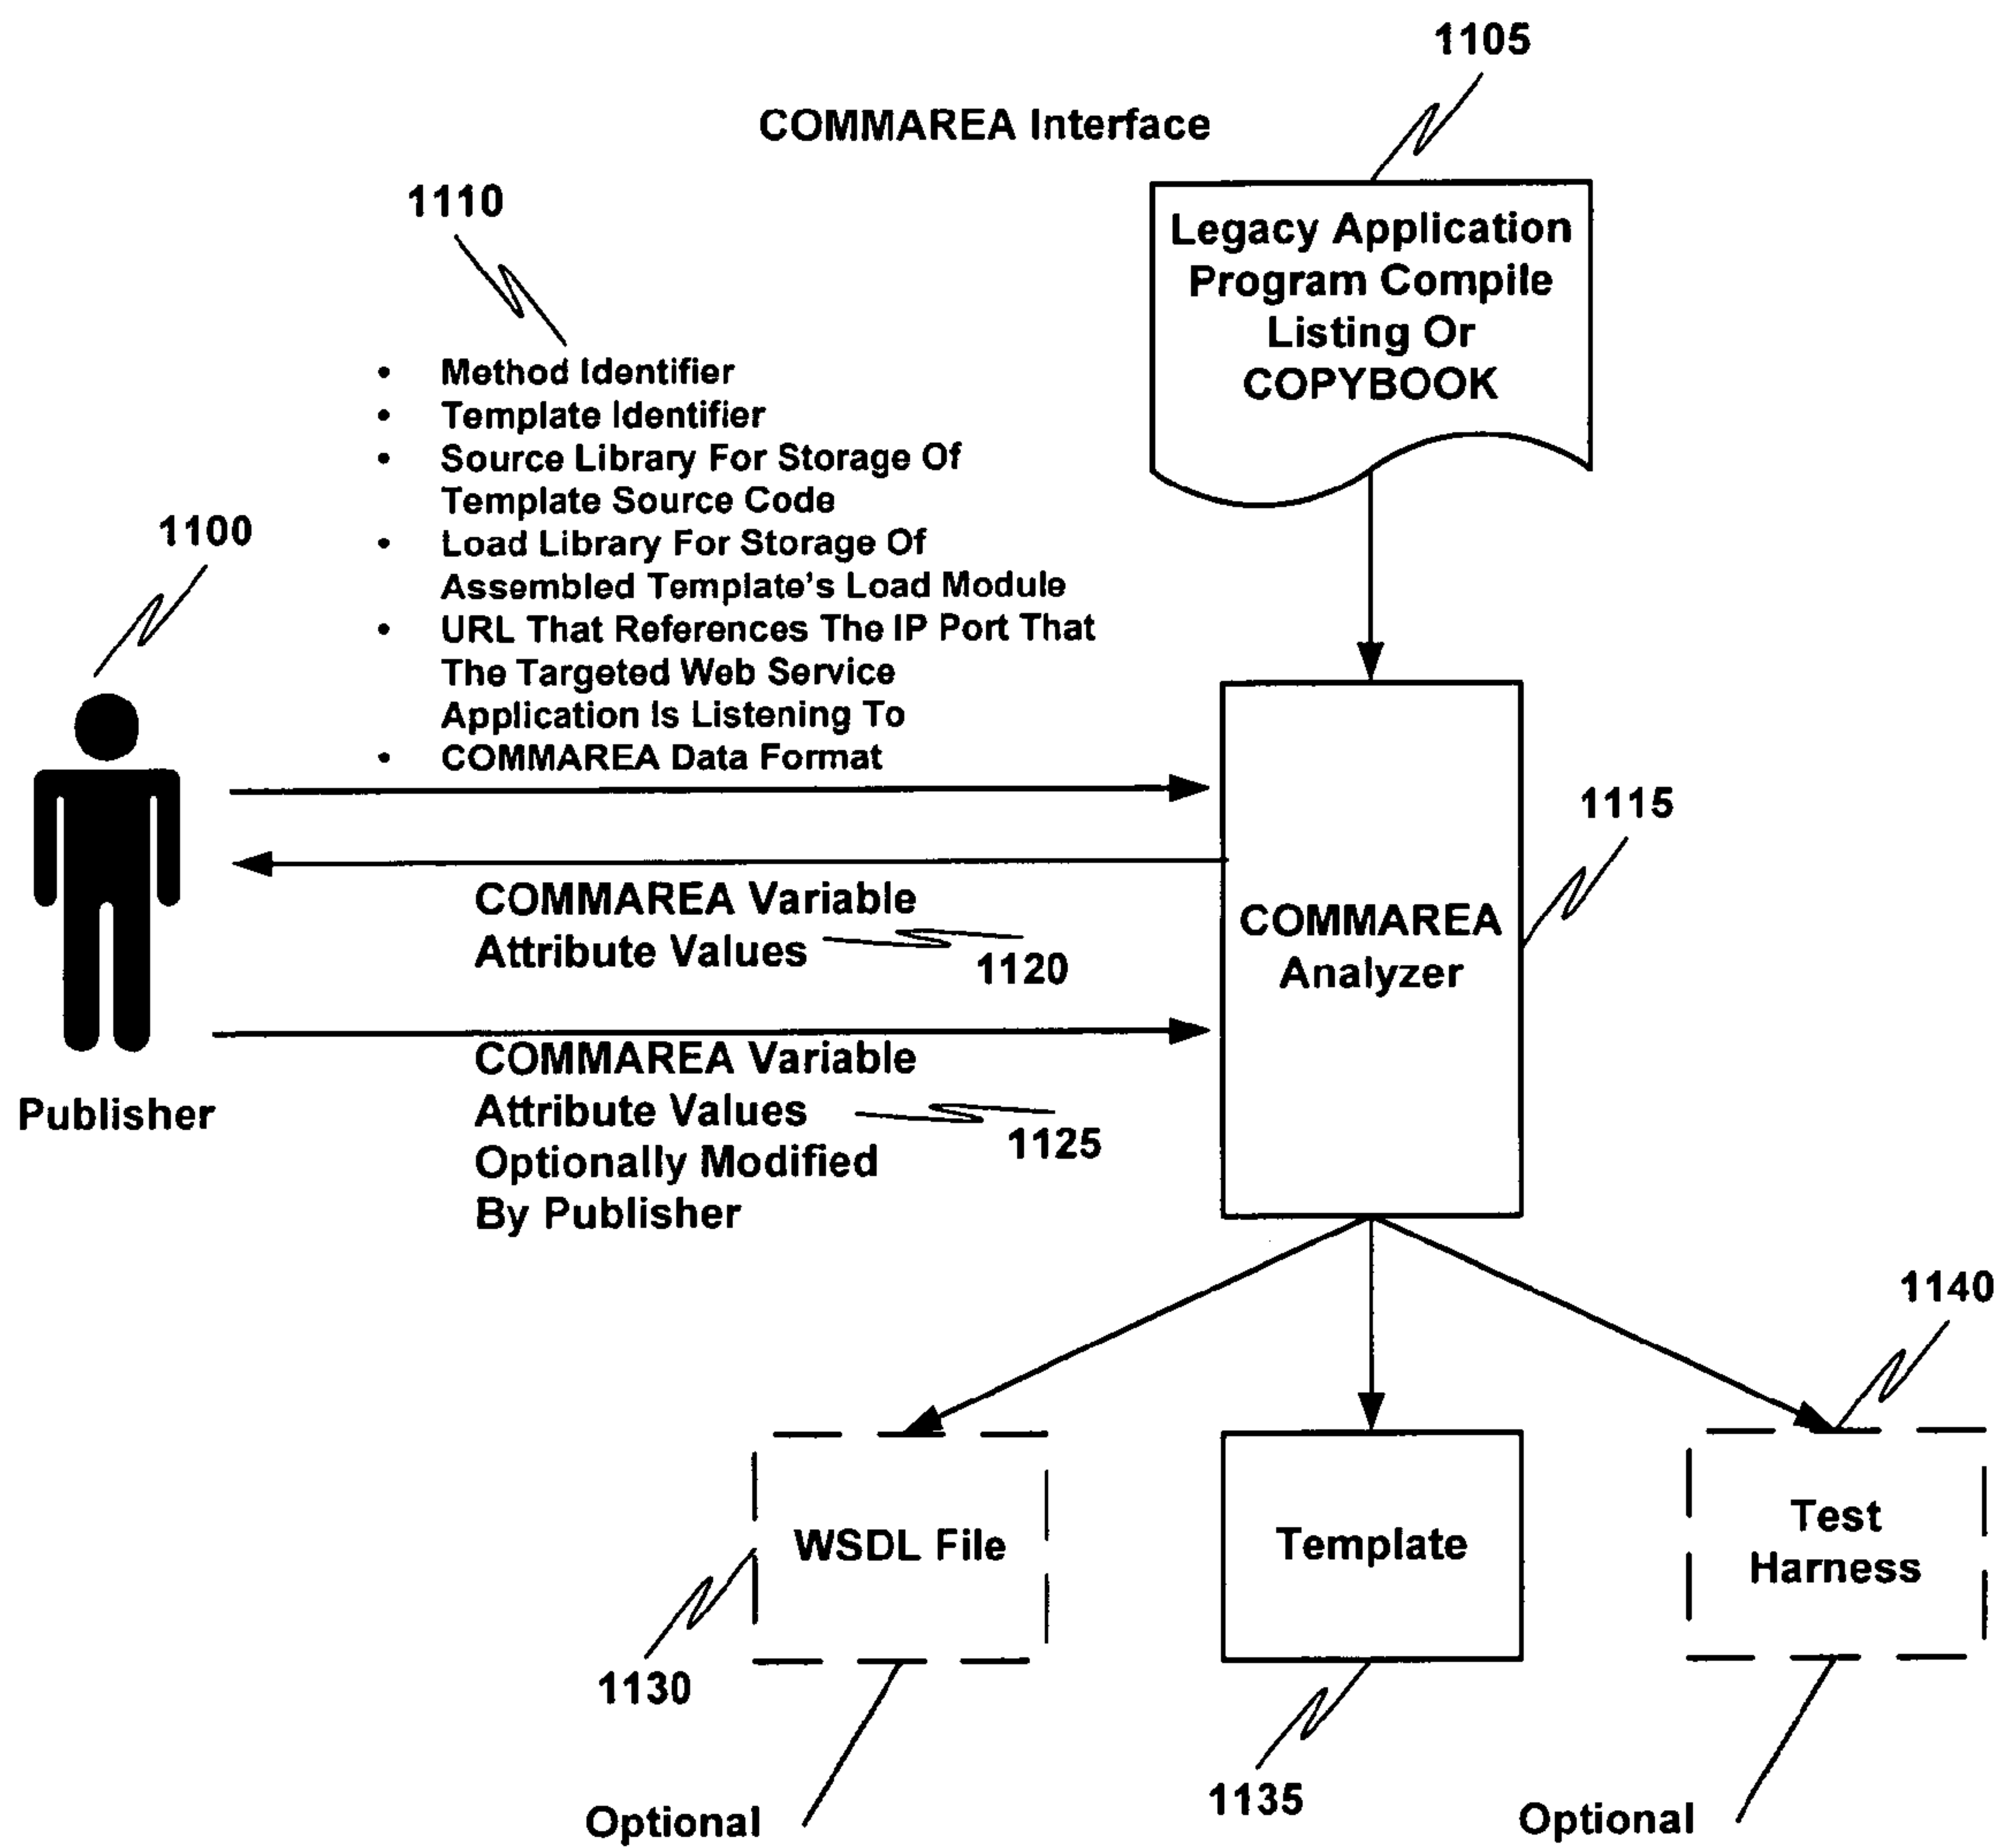 1105
COMMAREA Interface
1110
Legacy Application
Program Compile
Listing Or
COPYBOOK
• Method Identifier
• Template Identifier
• Source Library For Storage Of
Template Source Code
• Load Library For Storage Of
Assembled Template's Load Module
• URL That References The IP Port That
The Targeted Web Service
Application Is Listening To
• COMMAREA Data Format
1100
Publisher
1115
COMMAREA
Analyzer
COMMAREA Variable
Attribute Values
1120
COMMAREA Variable
Attribute Values
Optionally Modified
By Publisher
1125
1140
WSDL File
Template
Test
Harness
1130
1135
Optional
Optional